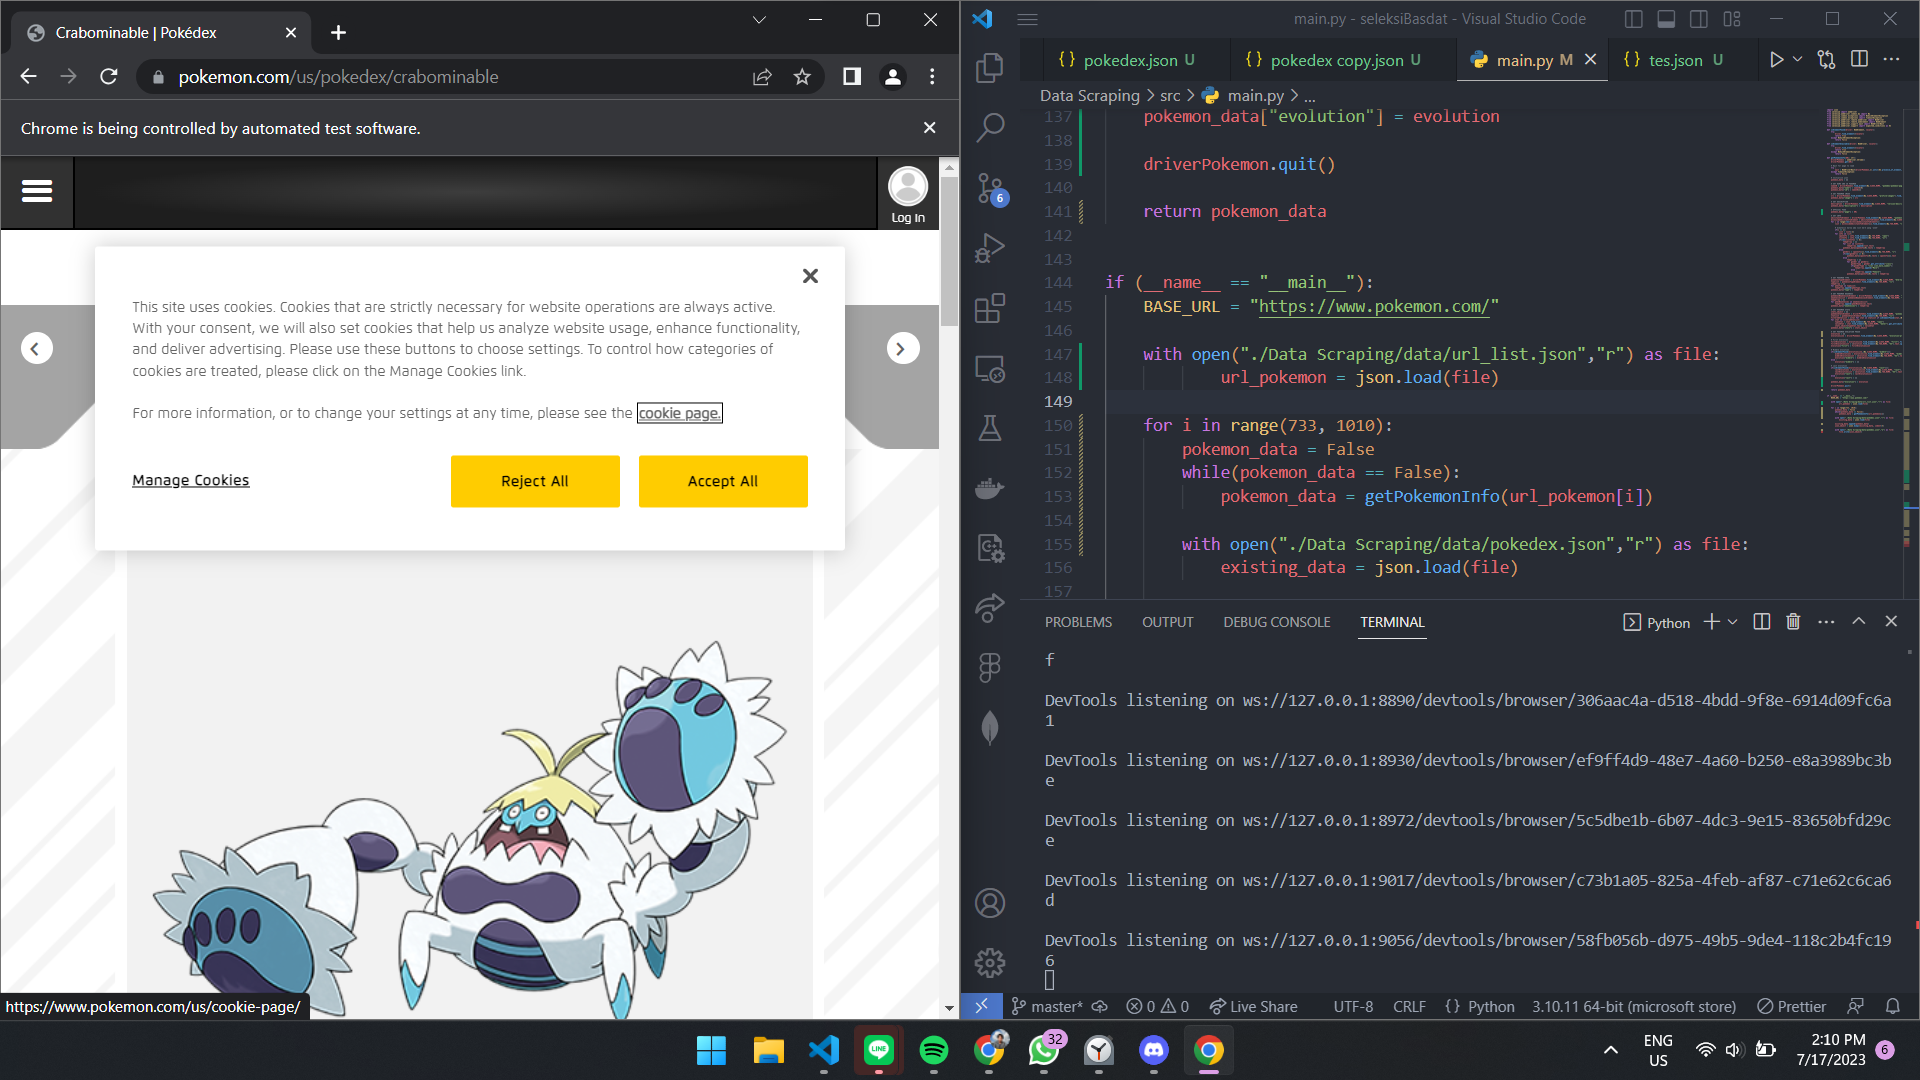 Crabominable | Pokédex
pokemon.com/us/pokedex/crabominable
Chrome is being controlled by automated test software.
Log In
This site uses cookies. Cookies that are strictly necessary for website operations are always active.
With your consent, we will also set cookies that help us analyze website usage, enhance functionality,
and deliver advertising. Please use these buttons to choose settings. To control how categories of
cookies are treated, please click on the Manage Cookies link.
For more information, or to change your settings at any time, please see the cookie page.
Manage Cookies
Reject All
Accept All
https://www.pokemon.com/us/cookie-page/
main.py - seleksiBasdat - Visual Studio Code
{} pokedex.json U
{} pokedex copy.json U
main.py M
{} tes.json U
Data Scraping > src > main.py > ...
6
137 pokemon_data["evolution"] = evolution
138
139 driverPokemon.quit()
140
141 return pokemon_data
142
143
144 if (__name__ == "__main__"):
145 BASE_URL = "https://www.pokemon.com/"
146
147 with open("./Data Scraping/data/url_list.json","r") as file:
148 url_pokemon = json.load(file)
149
150 for i in range(733, 1010):
151 pokemon_data = False
152 while(pokemon_data == False):
153 pokemon_data = getPokemonInfo(url_pokemon[i])
154
155 with open("./Data Scraping/data/pokedex.json","r") as file:
156 existing_data = json.load(file)
157
PROBLEMS OUTPUT DEBUG CONSOLE TERMINAL
Python
f
DevTools listening on ws://127.0.0.1:8890/devtools/browser/306aac4a-d518-4bdd-9f8e-6914d09fc6a
1
DevTools listening on ws://127.0.0.1:8930/devtools/browser/ef9ff4d9-48e7-4a60-b250-e8a3989bc3b
e
DevTools listening on ws://127.0.0.1:8972/devtools/browser/5c5dbe1b-6b07-4dc3-9e15-83650bfd29c
e
DevTools listening on ws://127.0.0.1:9017/devtools/browser/c73b1a05-825a-4feb-af87-c71e62c6ca6
d
DevTools listening on ws://127.0.0.1:9056/devtools/browser/58fb056b-d975-49b5-9de4-118c2b4fc19
6
master* 0 0 Live Share UTF-8 CRLF {} Python 3.10.11 64-bit (microsoft store) Prettier
LINE
32
ENG
US
2:10 PM
7/17/2023
6